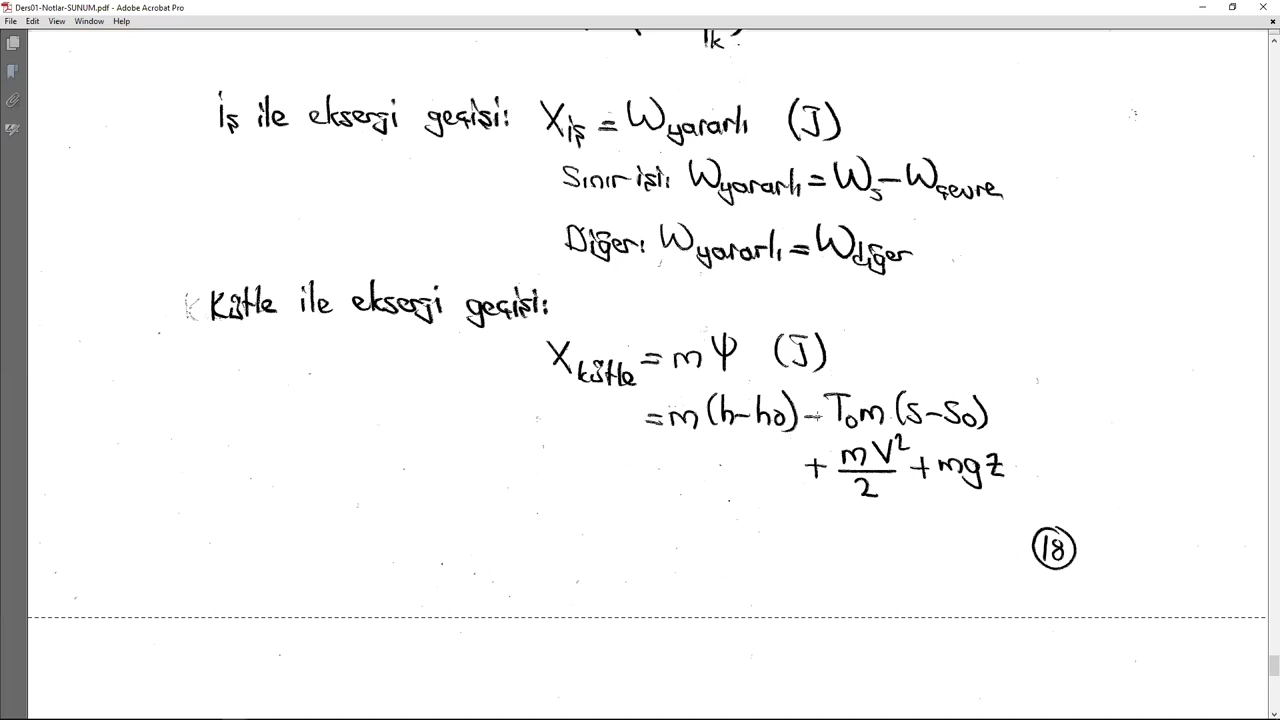 Ders01-Notlar-SUNUM.pdf - Adobe Acrobat Pro
File Edit View Window Help
İş ile ekserji geçişi: Xiş = Wyararlı (J)
Sınır işi: Wyararlı = Ws - Wçevre
Diğer: Wyararlı = Wdiğer
Kütle ile ekserji geçişi:
Xkütle = mΨ (J)
= m(h-h0) - T0m(s-s0)
+ mV²/2 + mgz
18